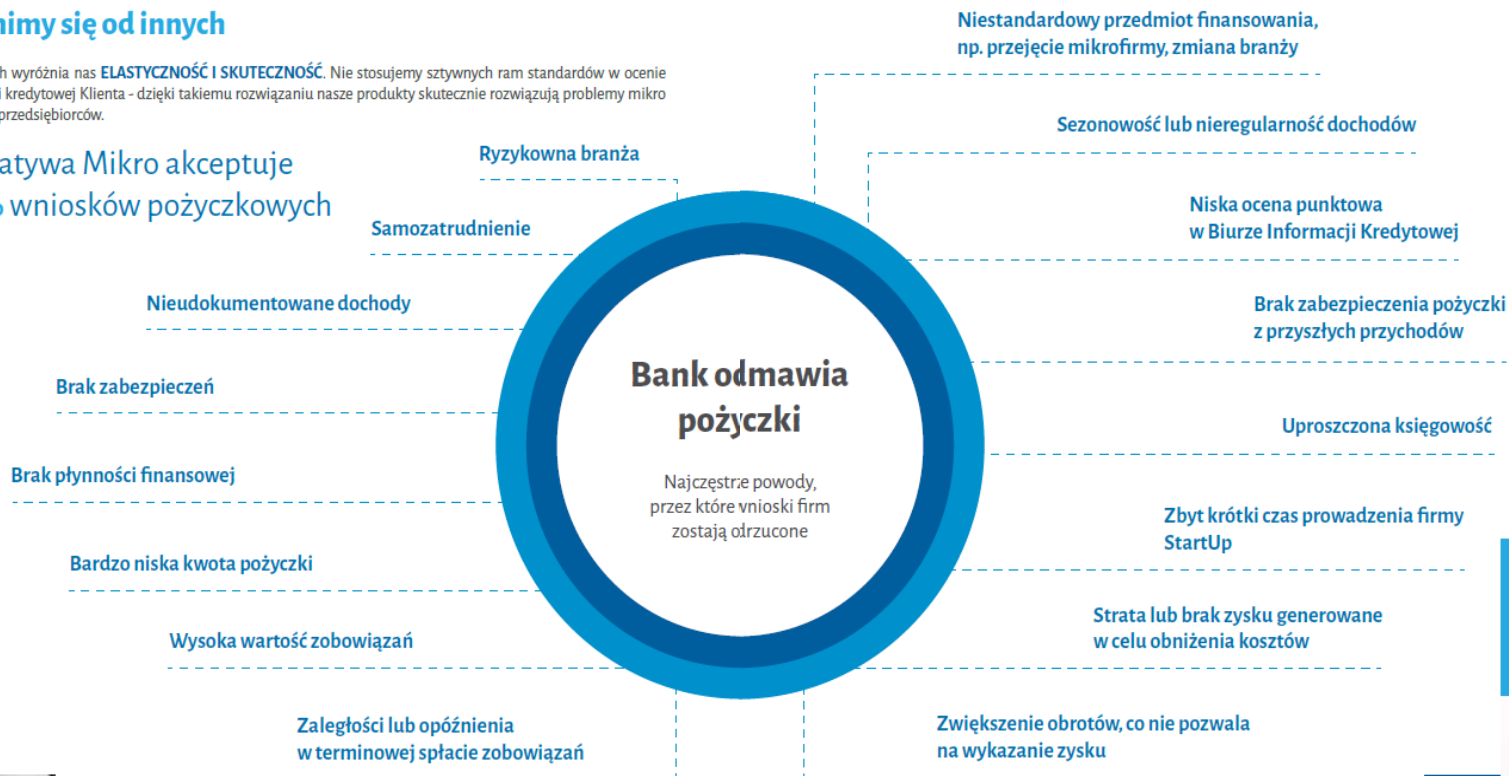 nimy się od innych
h wyróżnia nas ELASTYCZNOŚĆ I SKUTECZNOŚĆ. Nie stosujemy sztywnych ram standardów w ocenie
i kredytowej Klienta - dzięki takiemu rozwiązaniu nasze produkty skutecznie rozwiązują problemy mikro
przedsiębiorców.
atywa Mikro akceptuje
wniosków pożyczkowych
Ryzykowna branża
Samozatrudnienie
Nieudokumentowane dochody
Brak zabezpieczeń
Brak płynności finansowej
Bardzo niska kwota pożyczki
Wysoka wartość zobowiązań
Zaległości lub opóźnienia
w terminowej spłacie zobowiązań
Bank odmawia
pożyczki
Najczęstrze powody,
przez które wnioski firm
zostają odrzucone
Niestandardowy przedmiot finansowania,
np. przejęcie mikrofirmy, zmiana branży
Sezonowość lub nieregularność dochodów
Niska ocena punktowa
w Biurze Informacji Kredytowej
Brak zabezpieczenia pożyczki
z przyszłych przychodów
Uproszczona księgowość
Zbyt krótki czas prowadzenia firmy
StartUp
Strata lub brak zysku generowane
w celu obniżenia kosztów
Zwiększenie obrotów, co nie pozwala
na wykazanie zysku